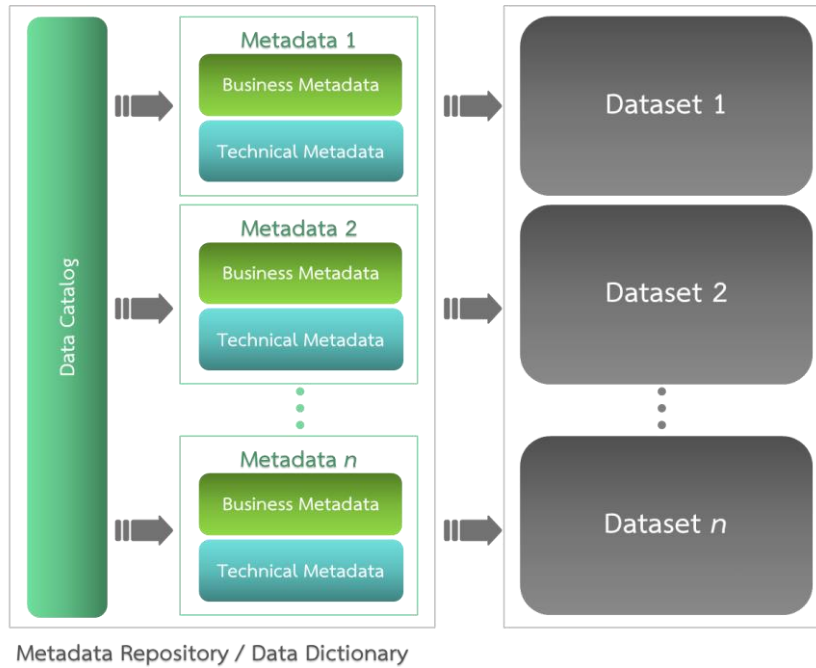 Data Catalog
Metadata 1
Business Metadata
Technical Metadata
Dataset 1
Metadata 2
Business Metadata
Technical Metadata
Dataset 2
Metadata n
Business Metadata
Technical Metadata
Dataset n
Metadata Repository / Data Dictionary